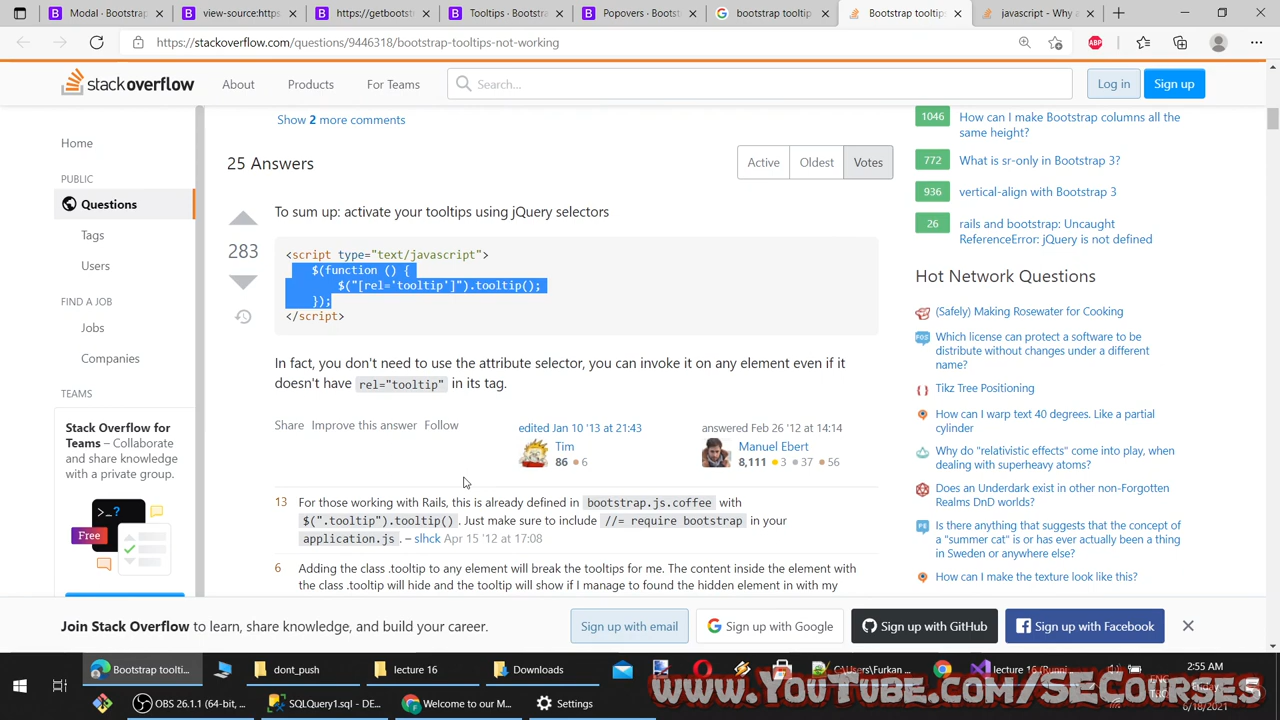 Modal · Bootstrap
view-source:https
https://getboots
Tooltips · Bootstr
Popovers · Bootst
bootstrap tooltip
Bootstrap tooltips
javascript - Why a
https://stackoverflow.com/questions/9446318/bootstrap-tooltips-not-working
ABP
stackoverflow
About
Products
For Teams
Search...
Log in
Sign up
Home
PUBLIC
Questions
Tags
Users
FIND A JOB
Jobs
Companies
TEAMS
Stack Overflow for
Teams – Collaborate
and share knowledge
with a private group.
>_?
Free
Show 2 more comments
25 Answers
Active
Oldest
Votes
283
To sum up: activate your tooltips using jQuery selectors
<script type="text/javascript">
$(function () {
$("[rel='tooltip']").tooltip();
});
</script>
In fact, you don't need to use the attribute selector, you can invoke it on any element even if it
doesn't have rel="tooltip" in its tag.
Share Improve this answer Follow
edited Jan 10 '13 at 21:43
Tim
86 6
answered Feb 26 '12 at 14:14
Manuel Ebert
8,111 3 37 56
13 For those working with Rails, this is already defined in bootstrap.js.coffee with
$(".tooltip").tooltip(). Just make sure to include //= require bootstrap in your
application.js. – slhck Apr 15 '12 at 17:08
6 Adding the class .tooltip to any element will break the tooltips for me. The content inside the element with
the class .tooltip will hide and the tooltip will show if I manage to found the hidden element in with my
1046 How can I make Bootstrap columns all the
same height?
772 What is sr-only in Bootstrap 3?
936 vertical-align with Bootstrap 3
26 rails and bootstrap: Uncaught
ReferenceError: jQuery is not defined
Hot Network Questions
(Safely) Making Rosewater for Cooking
Which license can protect a software to be
distribute without changes under a different
name?
Tikz Tree Positioning
How can I warp text 40 degrees. Like a partial
cylinder
Why do "relativistic effects" come into play, when
dealing with superheavy atoms?
Does an Underdark exist in other non-Forgotten
Realms DnD worlds?
Is there anything that suggests that the concept of
a "summer cat" is or has ever actually been a thing
in Sweden or anywhere else?
How can I make the texture look like this?
Join Stack Overflow to learn, share knowledge, and build your career.
Sign up with email
Sign up with Google
Sign up with GitHub
Sign up with Facebook
Bootstrap toolti...
dont_push
lecture 16
Downloads
C:\Users\Furkan ...
lecture 16 (Runni...
2:55 AM
ENG
Friday
6/18/2021
OBS 26.1.1 (64-bit, ...
SQLQuery1.sql - DE...
Welcome to our M...
Settings
www.YouTube.com/SECourses